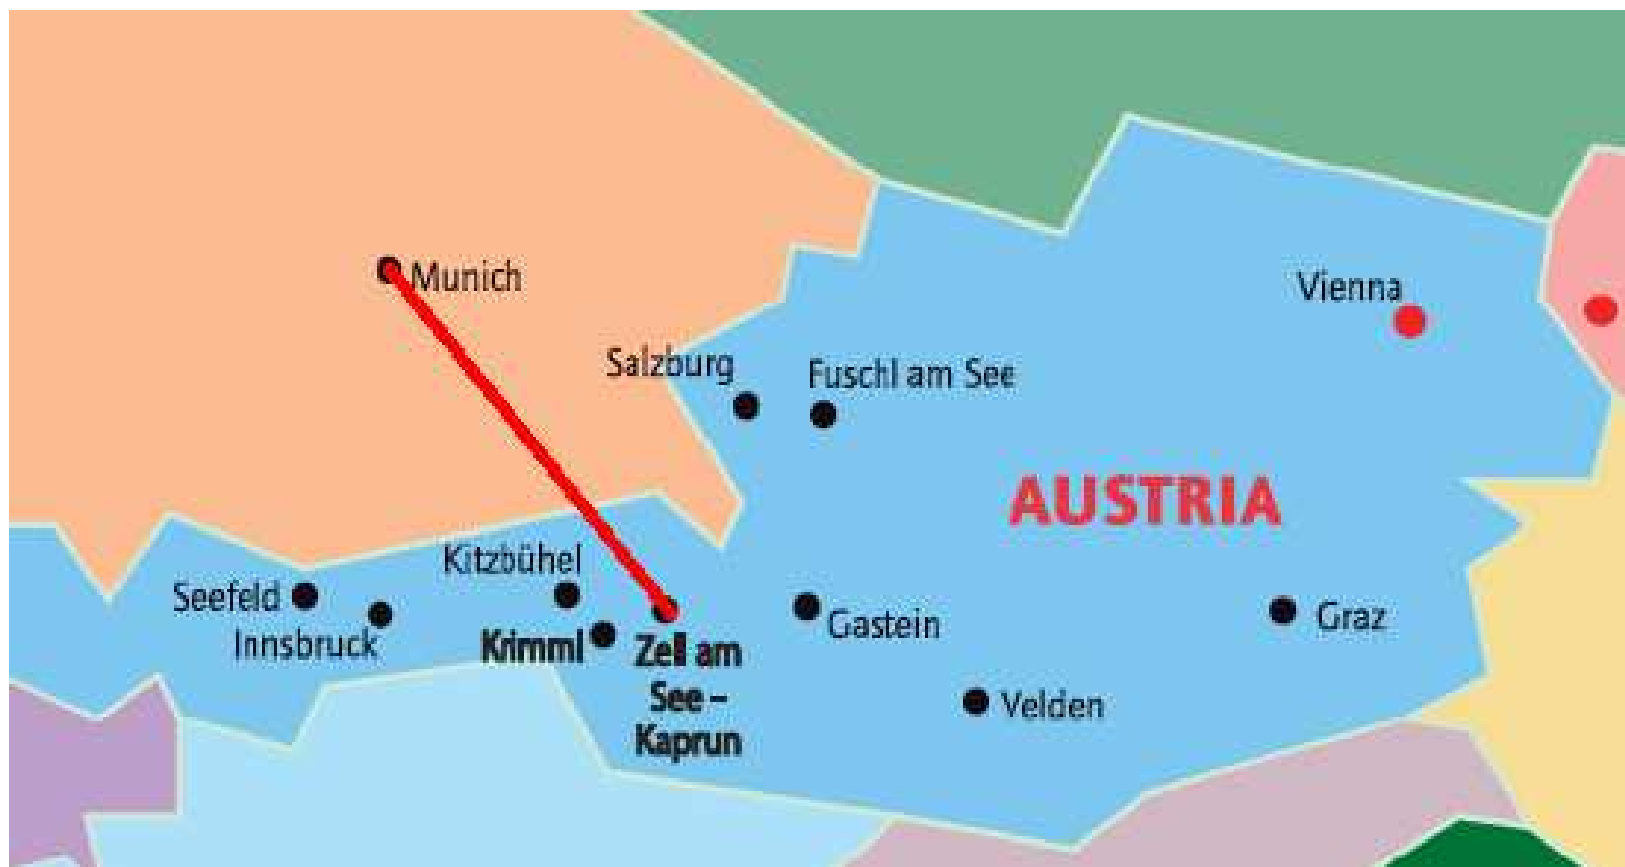 Munich
Vienna
Salzburg
Fuschl am See
AUSTRIA
Kitzbühel
Seefeld
Innsbruck
Krimml
Zell am
See –
Kaprun
Gastein
Graz
Velden